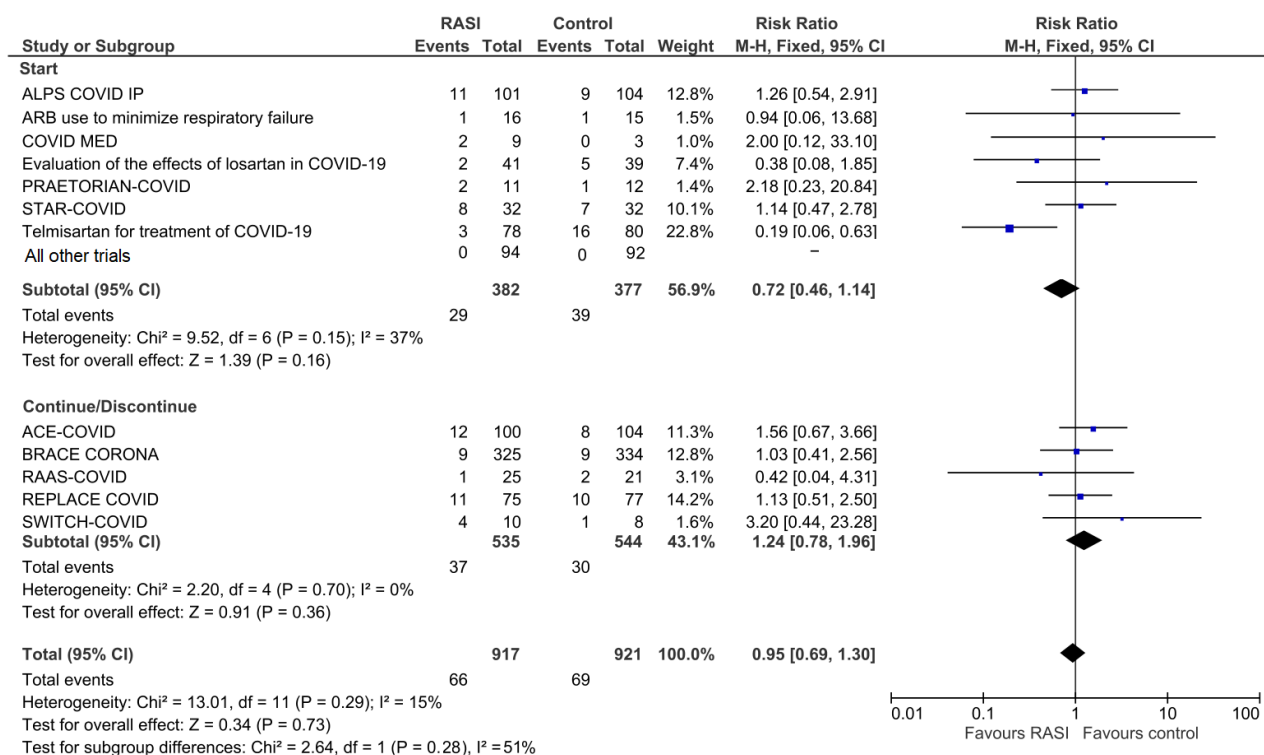 RASI Control Risk Ratio Risk Ratio
Study or Subgroup Events Total Events Total Weight M-H, Fixed, 95% CI M-H, Fixed, 95% CI
Start
ALPS COVID IP 11 101 9 104 12.8% 1.26 [0.54, 2.91]
ARB use to minimize respiratory failure 1 16 1 15 1.5% 0.94 [0.06, 13.68]
COVID MED 2 9 0 3 1.0% 2.00 [0.12, 33.10]
Evaluation of the effects of losartan in COVID-19 2 41 5 39 7.4% 0.38 [0.08, 1.85]
PRAETORIAN-COVID 2 11 1 12 1.4% 2.18 [0.23, 20.84]
STAR-COVID 8 32 7 32 10.1% 1.14 [0.47, 2.78]
Telmisartan for treatment of COVID-19 3 78 16 80 22.8% 0.19 [0.06, 0.63]
All other trials 0 94 0 92 –
Subtotal (95% CI) 382 377 56.9% 0.72 [0.46, 1.14]
Total events 29 39
Heterogeneity: Chi² = 9.52, df = 6 (P = 0.15); I² = 37%
Test for overall effect: Z = 1.39 (P = 0.16)
Continue/Discontinue
ACE-COVID 12 100 8 104 11.3% 1.56 [0.67, 3.66]
BRACE CORONA 9 325 9 334 12.8% 1.03 [0.41, 2.56]
RAAS-COVID 1 25 2 21 3.1% 0.42 [0.04, 4.31]
REPLACE COVID 11 75 10 77 14.2% 1.13 [0.51, 2.50]
SWITCH-COVID 4 10 1 8 1.6% 3.20 [0.44, 23.28]
Subtotal (95% CI) 535 544 43.1% 1.24 [0.78, 1.96]
Total events 37 30
Heterogeneity: Chi² = 2.20, df = 4 (P = 0.70); I² = 0%
Test for overall effect: Z = 0.91 (P = 0.36)
Total (95% CI) 917 921 100.0% 0.95 [0.69, 1.30]
Total events 66 69
Heterogeneity: Chi² = 13.01, df = 11 (P = 0.29); I² = 15%
Test for overall effect: Z = 0.34 (P = 0.73)
Test for subgroup differences: Chi² = 2.64, df = 1 (P = 0.28), I² =51%
0.01 0.1 1 10 100
Favours RASI Favours control